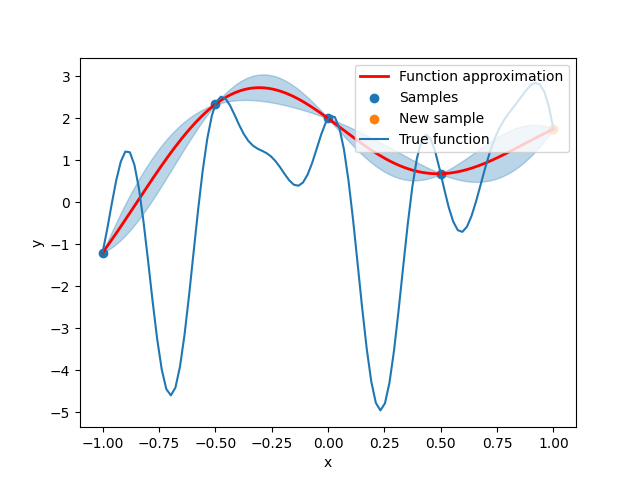 Function approximation
Samples
New sample
True function
3
2
1
0
−1
−2
−3
−4
−5
y
−1.00 −0.75 −0.50 −0.25 0.00 0.25 0.50 0.75 1.00
x